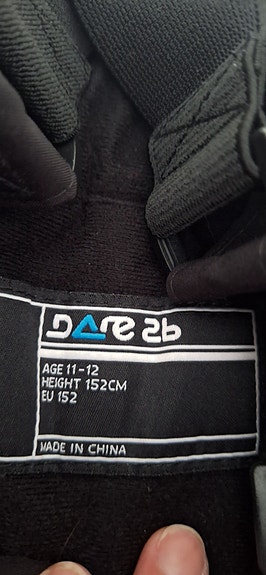 DARE 2b
AGE 11-12
HEIGHT 152CM
EU 152
MADE IN CHINA